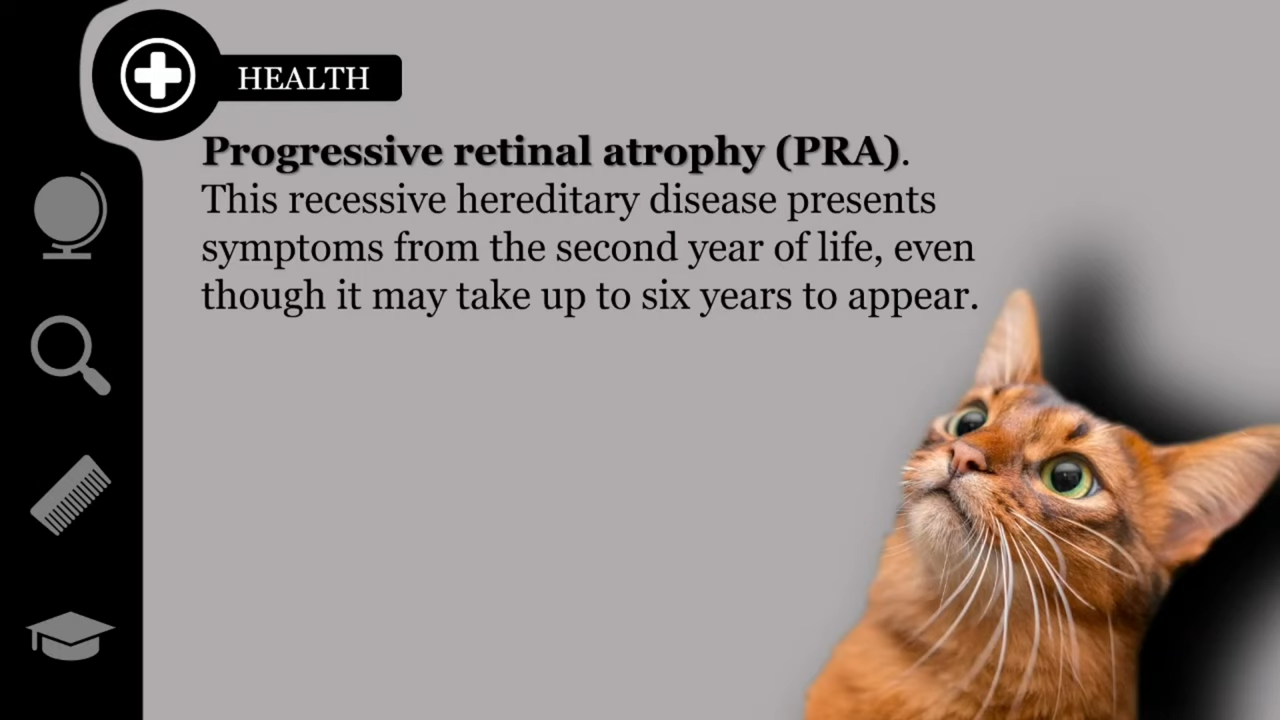 HEALTH
Progressive retinal atrophy (PRA).
This recessive hereditary disease presents
symptoms from the second year of life, even
though it may take up to six years to appear.